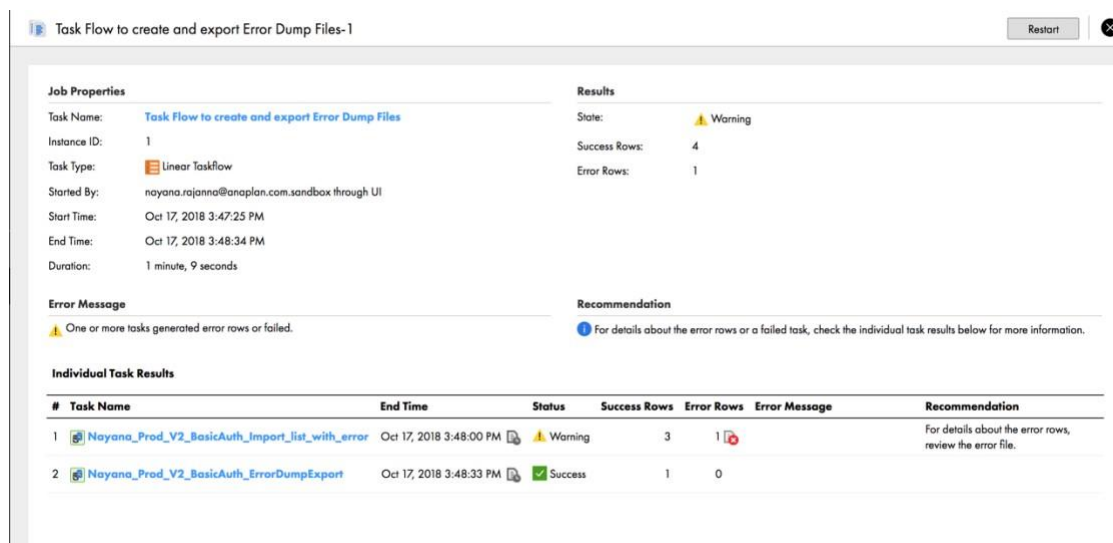 Task Flow to create and export Error Dump Files-1
Restart
Job Properties
Task Name: Task Flow to create and export Error Dump Files
Instance ID: 1
Task Type: Linear Taskflow
Started By: nayana.rajanna@anaplan.com.sandbox through UI
Start Time: Oct 17, 2018 3:47:25 PM
End Time: Oct 17, 2018 3:48:34 PM
Duration: 1 minute, 9 seconds
Results
State: Warning
Success Rows: 4
Error Rows: 1
Error Message
One or more tasks generated error rows or failed.
Recommendation
For details about the error rows or a failed task, check the individual task results below for more information.
Individual Task Results
# Task Name End Time Status Success Rows Error Rows Error Message Recommendation
1 Nayana_Prod_V2_BasicAuth_Import_list_with_error Oct 17, 2018 3:48:00 PM Warning 3 1 For details about the error rows,
review the error file.
2 Nayana_Prod_V2_BasicAuth_ErrorDumpExport Oct 17, 2018 3:48:33 PM Success 1 0